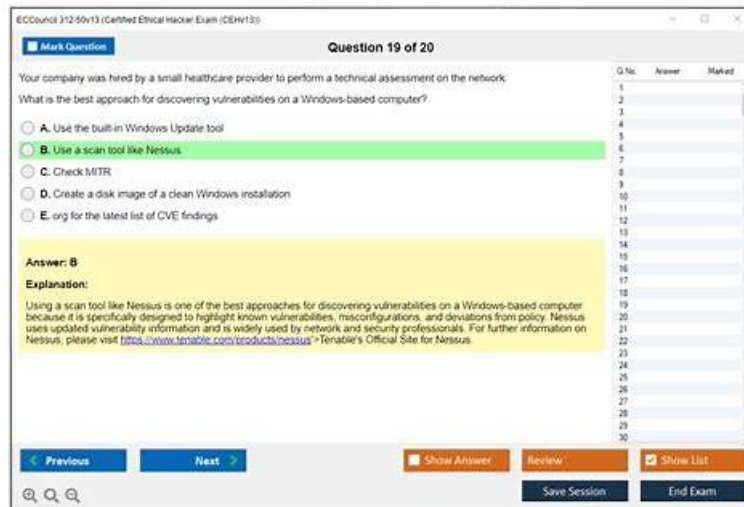 ECCouncil 312-50v13 (Certified Ethical Hacker Exam (CEHv13))
Mark Question
Question 19 of 20
Your company was hired by a small healthcare provider to perform a technical assessment on the network.
What is the best approach for discovering vulnerabilities on a Windows-based computer?
A. Use the built-in Windows Update tool
B. Use a scan tool like Nessus
C. Check MITR
D. Create a disk image of a clean Windows installation
E. org for the latest list of CVE findings
Answer: B
Explanation:
Using a scan tool like Nessus is one of the best approaches for discovering vulnerabilities on a Windows-based computer
because it is specifically designed to highlight known vulnerabilities, misconfigurations, and deviations from policy. Nessus
uses updated vulnerability information and is widely used by network and security professionals. For further information on
Nessus, please visit https://www.tenable.com/products/nessus">Tenable's Official Site for Nessus.
Q No. Answer Marked
1
2
3
4
5
6
7
8
9
10
11
12
13
14
15
16
17
18
19
20
21
22
23
24
25
26
27
28
29
30
Previous
Next
Show Answer
Review
Show List
Save Session
End Exam